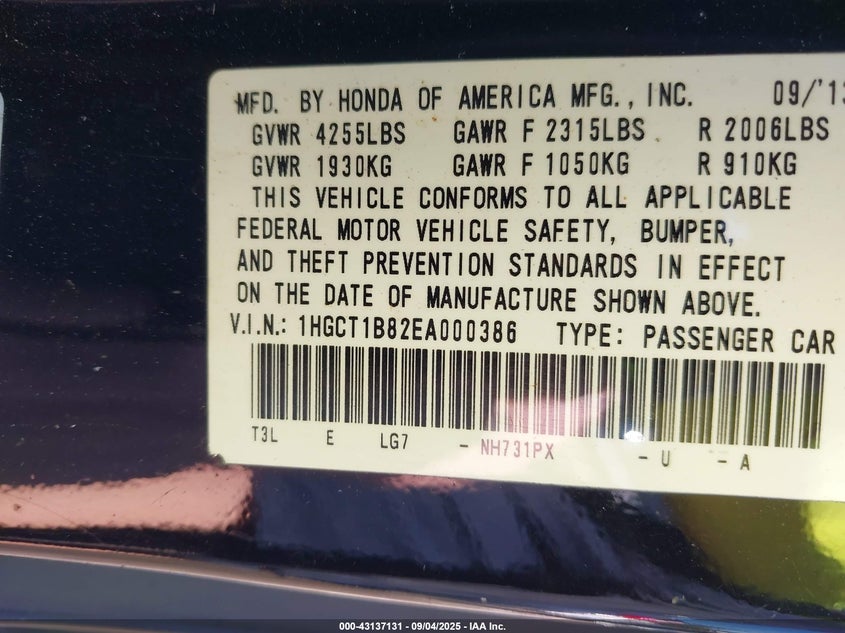 MFD. BY HONDA OF AMERICA MFG., INC. 09/'13
GVWR 4255LBS GAWR F 2315LBS R 2006LBS
GVWR 1930KG GAWR F 1050KG R 910KG
THIS VEHICLE CONFORMS TO ALL APPLICABLE
FEDERAL MOTOR VEHICLE SAFETY, BUMPER,
AND THEFT PREVENTION STANDARDS IN EFFECT
ON THE DATE OF MANUFACTURE SHOWN ABOVE.
V.I.N.: 1HGCT1B82EA000386 TYPE: PASSENGER CAR
T3L E LG7 - NH731PX - U - A
000-43137131 - 09/04/2025 - IAA Inc.